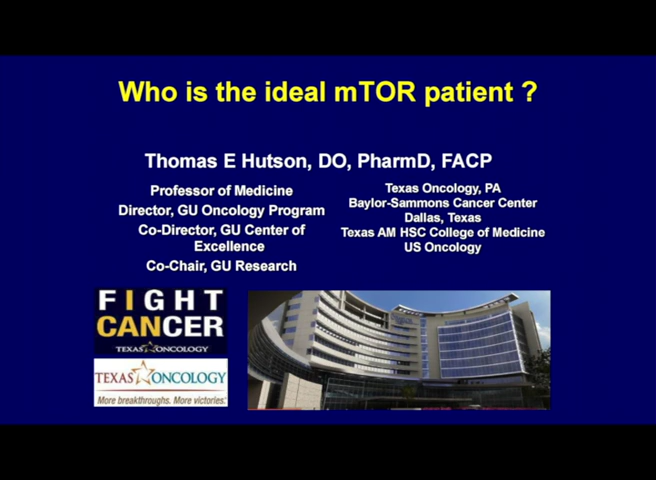 Who is the ideal mTOR patient ?
Thomas E Hutson, DO, PharmD, FACP
Professor of Medicine
Director, GU Oncology Program
Co-Director, GU Center of
Excellence
Co-Chair, GU Research
Texas Oncology, PA
Baylor-Sammons Cancer Center
Dallas, Texas
Texas AM HSC College of Medicine
US Oncology
FIGHT
CANCER
TEXAS ONCOLOGY
TEXAS ONCOLOGY
More breakthroughs. More victories.